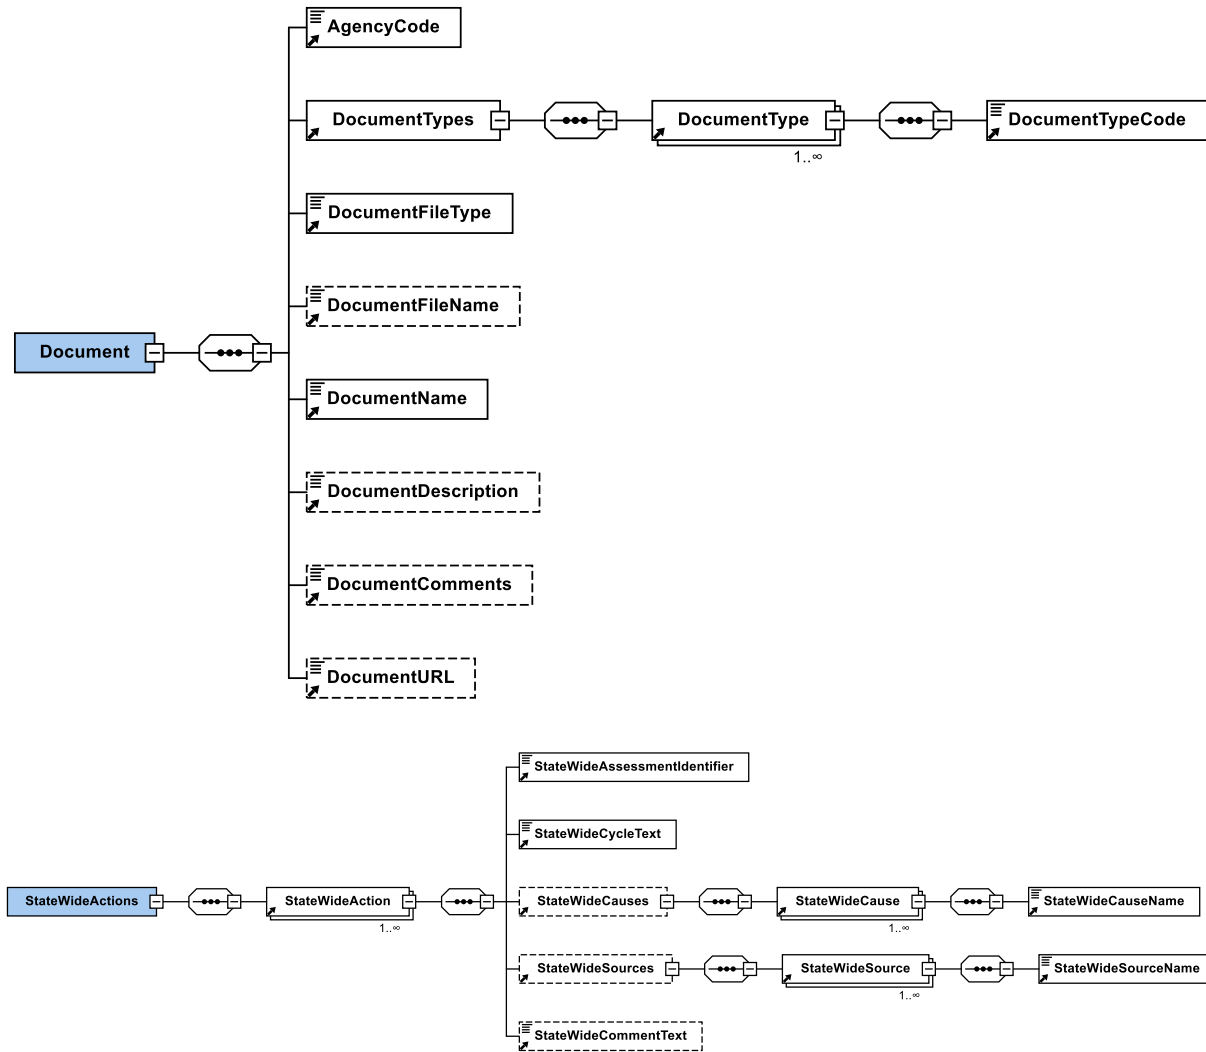 AgencyCode
DocumentTypes
DocumentType
DocumentTypeCode
1..∞
DocumentFileType
DocumentFileName
Document
DocumentName
DocumentDescription
DocumentComments
DocumentURL
StateWideAssessmentIdentifier
StateWideCycleText
StateWideActions
StateWideAction
StateWideCauses
StateWideCause
StateWideCauseName
1..∞
1..∞
StateWideSources
StateWideSource
StateWideSourceName
1..∞
StateWideCommentText